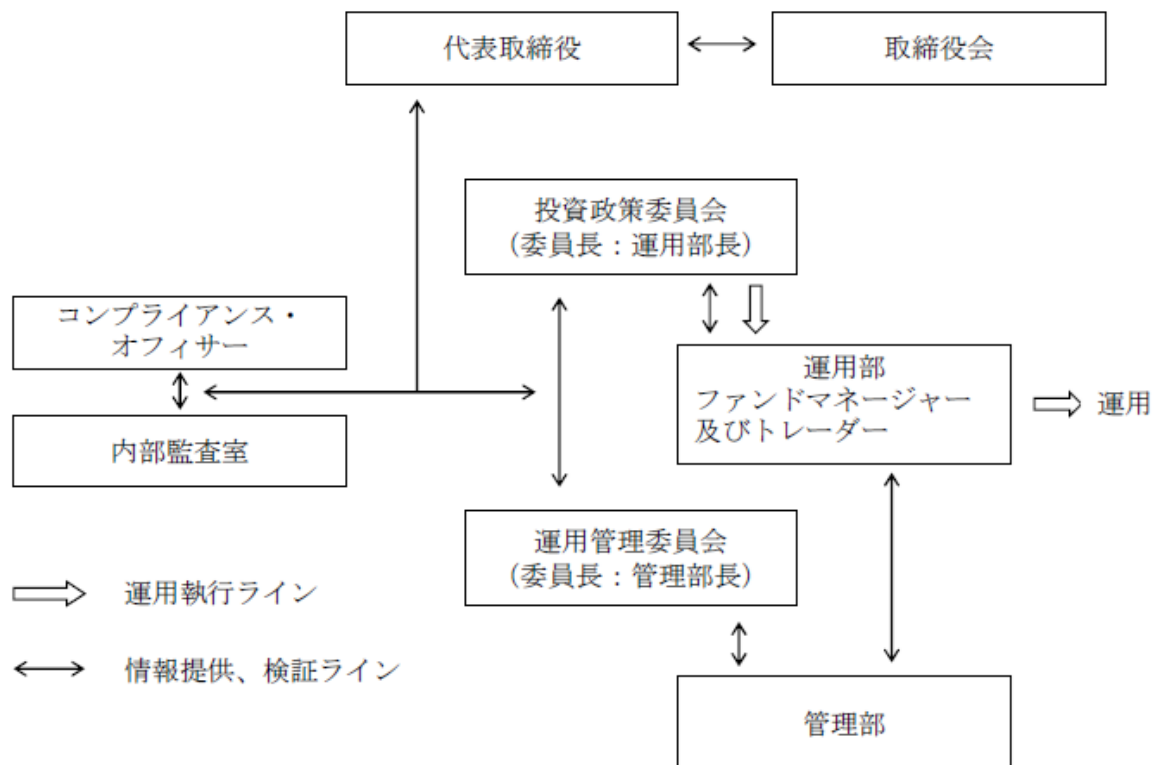 代表取締役
取締役会
投資政策委員会
（委員長：運用部長）
コンプライアンス・
オフィサー
内部監査室
運用部
ファンドマネージャー
及びトレーダー
運用
運用管理委員会
（委員長：管理部長）
運用執行ライン
情報提供、検証ライン
管理部